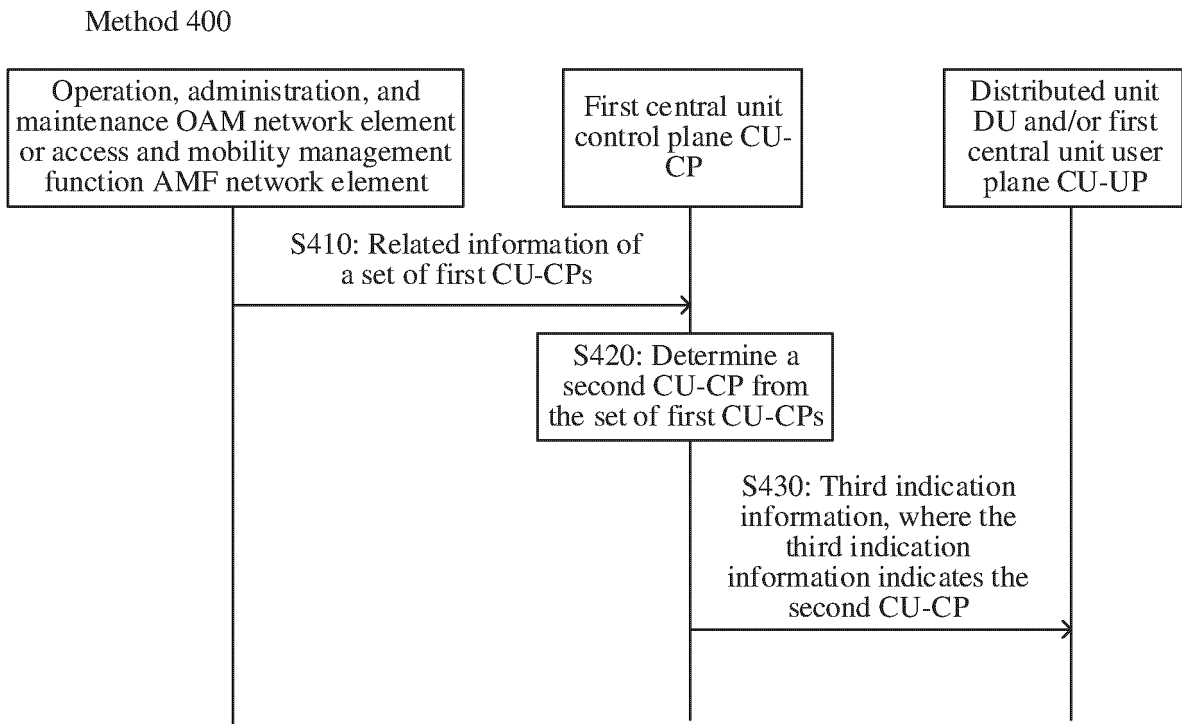 Method 400
Operation, administration, and
maintenance OAM network element
or access and mobility management
function AMF network element
First central unit
control plane CU-
CP
Distributed unit
DU and/or first
central unit user
plane CU-UP
S410: Related information of
a set of first CU-CPs
S420: Determine a
second CU-CP from
the set of first CU-CPs
S430: Third indication
information, where the
third indication
information indicates the
second CU-CP